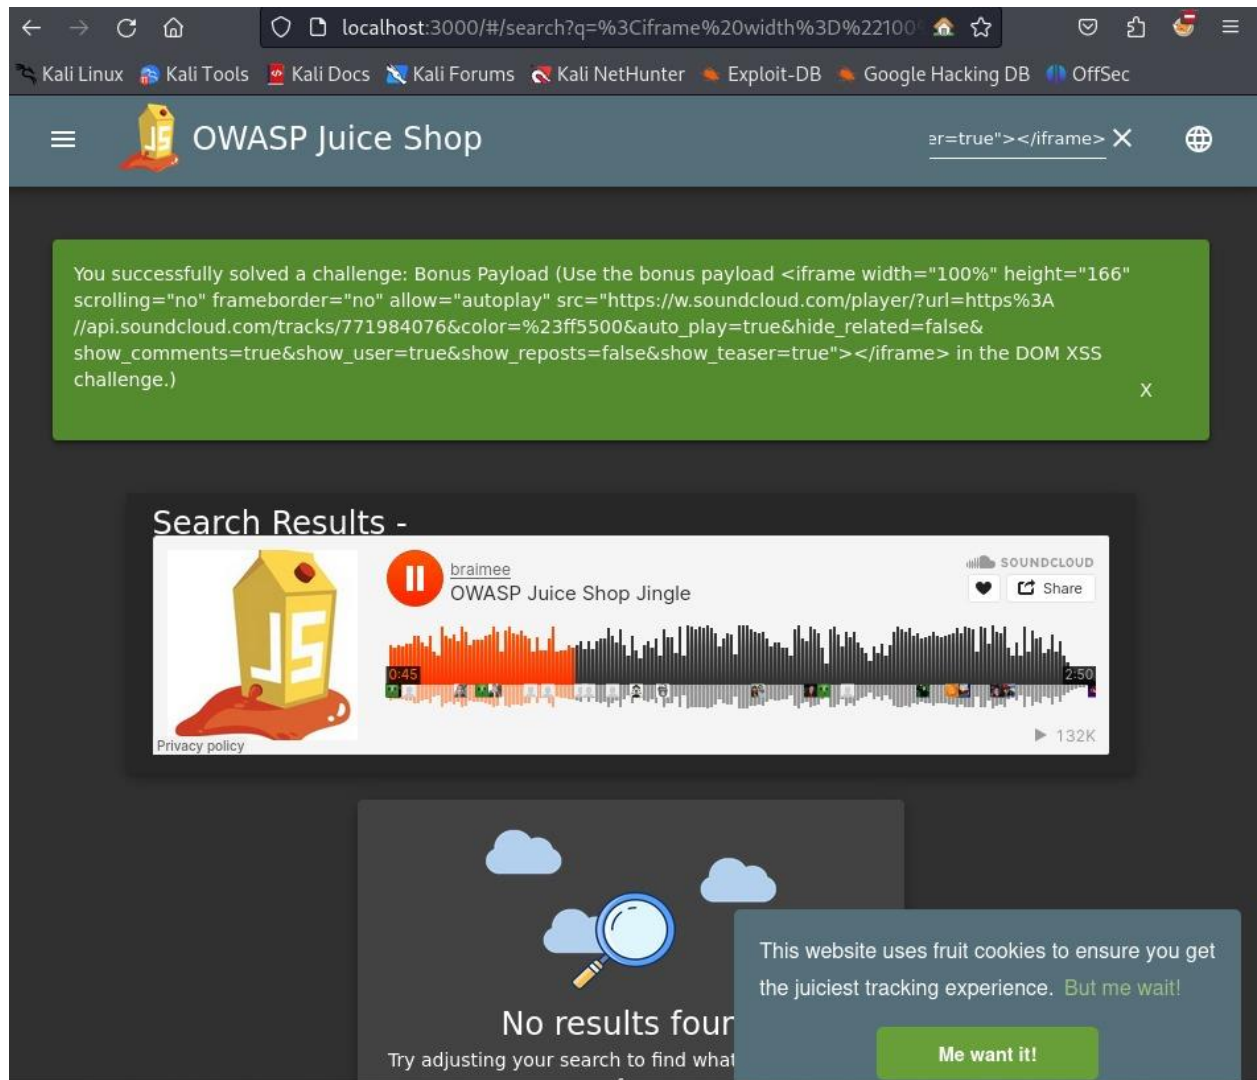 localhost:3000/#/search?q=%3Ciframe%20width%3D%22100
Kali Linux Kali Tools Kali Docs Kali Forums Kali NetHunter Exploit-DB Google Hacking DB OffSec
JS OWASP Juice Shop er=true"></iframe> X
You successfully solved a challenge: Bonus Payload (Use the bonus payload <iframe width="100%" height="166"
scrolling="no" frameborder="no" allow="autoplay" src="https://w.soundcloud.com/player/?url=https%3A
//api.soundcloud.com/tracks/771984076&color=%23ff5500&auto_play=true&hide_related=false&
show_comments=true&show_user=true&show_reposts=false&show_teaser=true"></iframe> in the DOM XSS
challenge.)
X
Search Results -
JS
braimee
OWASP Juice Shop Jingle
SOUNDCLOUD
Share
0:45
2:50
Privacy policy
132K
No results four
Try adjusting your search to find what
This website uses fruit cookies to ensure you get
the juiciest tracking experience. But me wait!
Me want it!